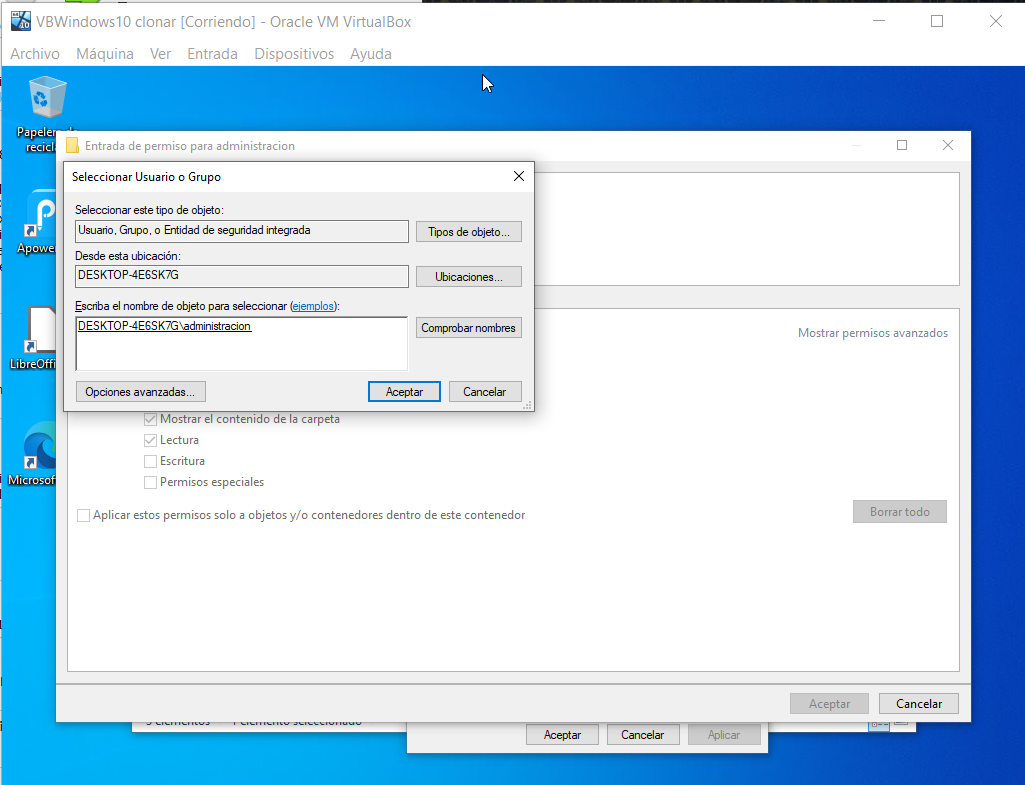 VBWindows10 clonar [Corriendo] - Oracle VM VirtualBox
Archivo Máquina Ver Entrada Dispositivos Ayuda
Entrada de permiso para administracion
Seleccionar Usuario o Grupo
Seleccionar este tipo de objeto:
Usuario, Grupo, o Entidad de seguridad integrada
Tipos de objeto...
Desde esta ubicación:
DESKTOP-4E6SK7G
Ubicaciones...
Escriba el nombre de objeto para seleccionar (ejemplos):
DESKTOP-4E6SK7G\administracion
Comprobar nombres
Mostrar permisos avanzados
Opciones avanzadas...
Aceptar
Cancelar
Mostrar el contenido de la carpeta
Lectura
Escritura
Permisos especiales
Aplicar estos permisos solo a objetos y/o contenedores dentro de este contenedor
Borrar todo
Aceptar
Cancelar
Aceptar
Cancelar
Aplicar
Papelera
recicla
Apower
LibreOffi
Microsof